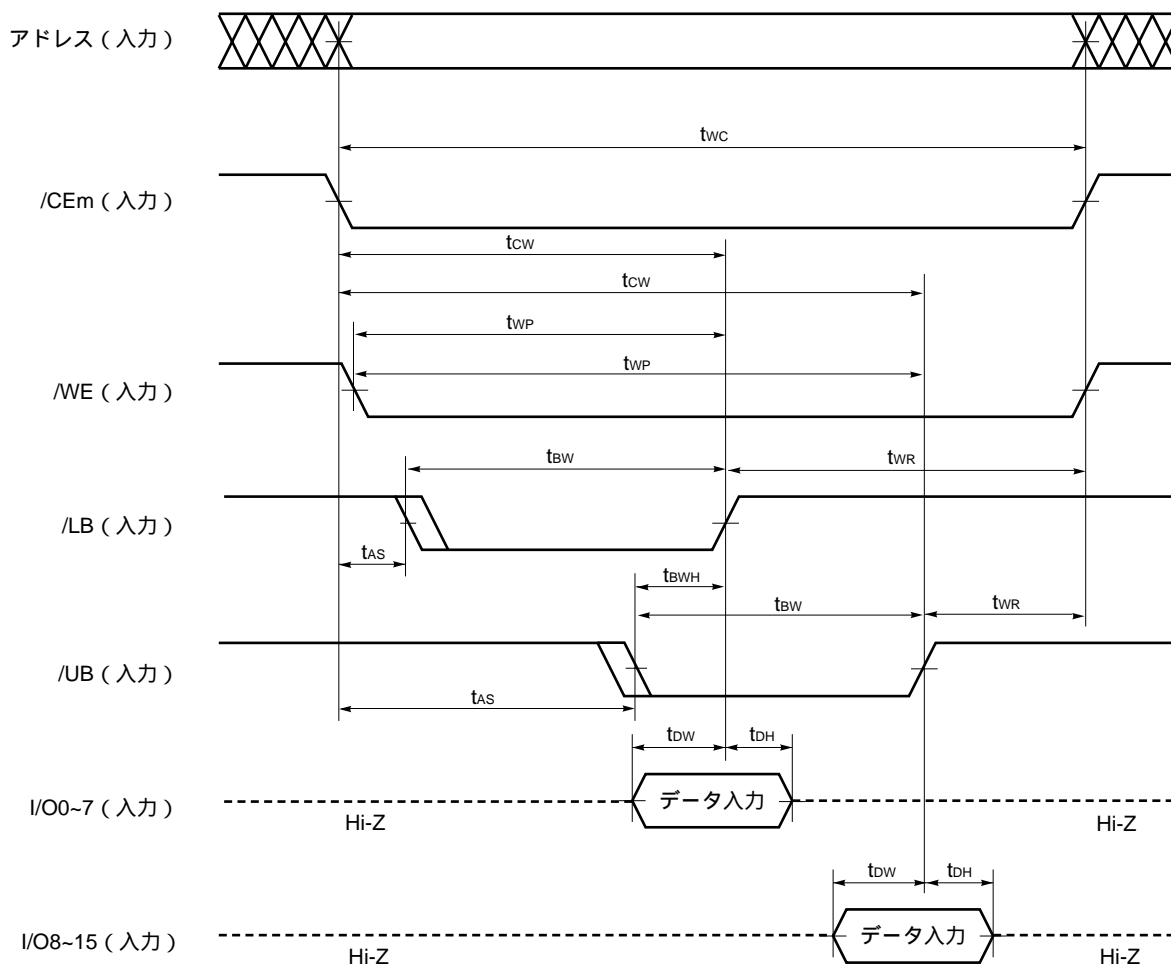 アドレス（入力）
tWC
/CEm（入力）
tCW
tCW
tWP
tWP
/WE（入力）
tBW
tWR
/LB（入力）
tAS
tBWH
tBW
tWR
/UB（入力）
tAS
tDW
tDH
データ入力
I/O0~7（入力）
Hi-Z
Hi-Z
tDW
tDH
データ入力
I/O8~15（入力）
Hi-Z
Hi-Z